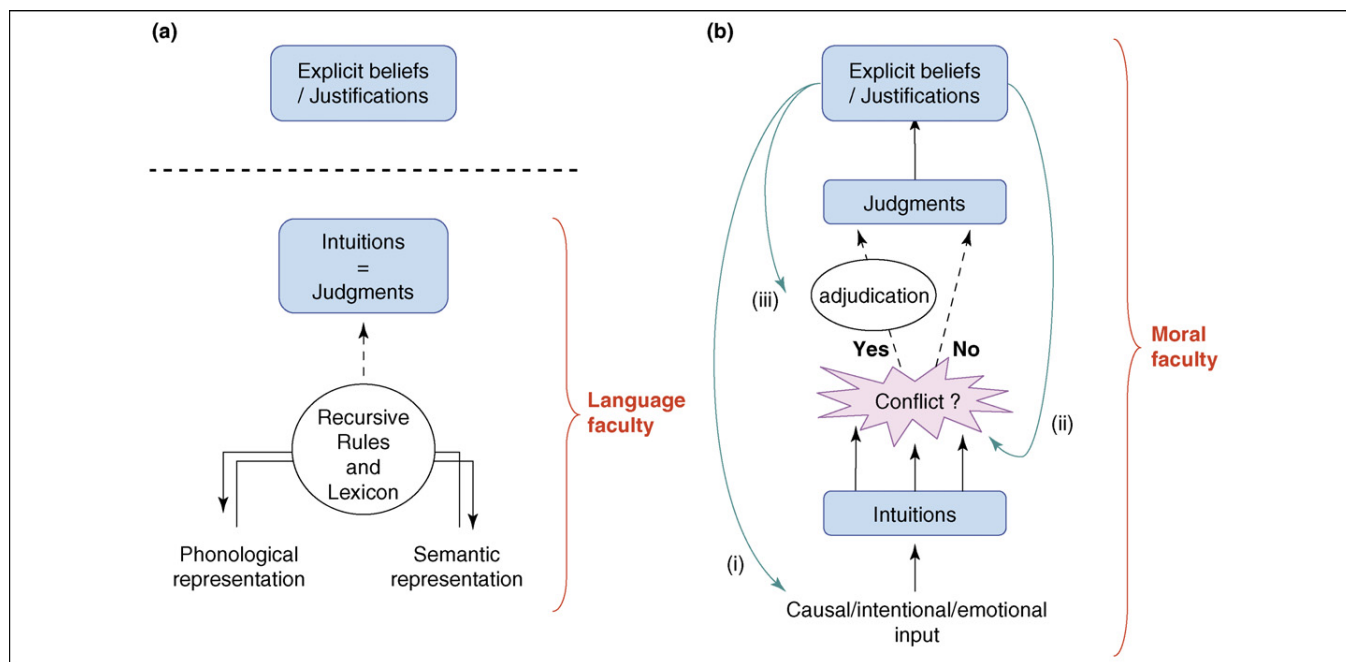 (a)
Explicit beliefs
/ Justifications
Intuitions
=
Judgments
Recursive
Rules
and
Lexicon
Phonological
representation
Semantic
representation
Language
faculty
(b)
Explicit beliefs
/ Justifications
Judgments
(iii)
adjudication
Yes
No
Conflict ?
(ii)
Intuitions
(i)
Causal/intentional/emotional
input
Moral
faculty